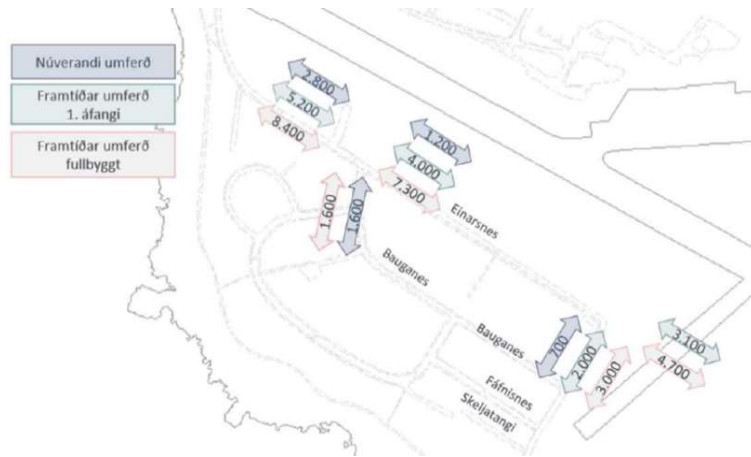 Núverandi umferð
Framtíðar umferð
1. áfangi
Framtíðar umferð
fullbyggt
2.800
5.200
8.400
1.200
4.000
7.300
1.600
1.600
Einarsnes
Bauganes
Bauganes
Fáfnisnes
Skeljatangi
700
2.000
3.000
3.100
4.700